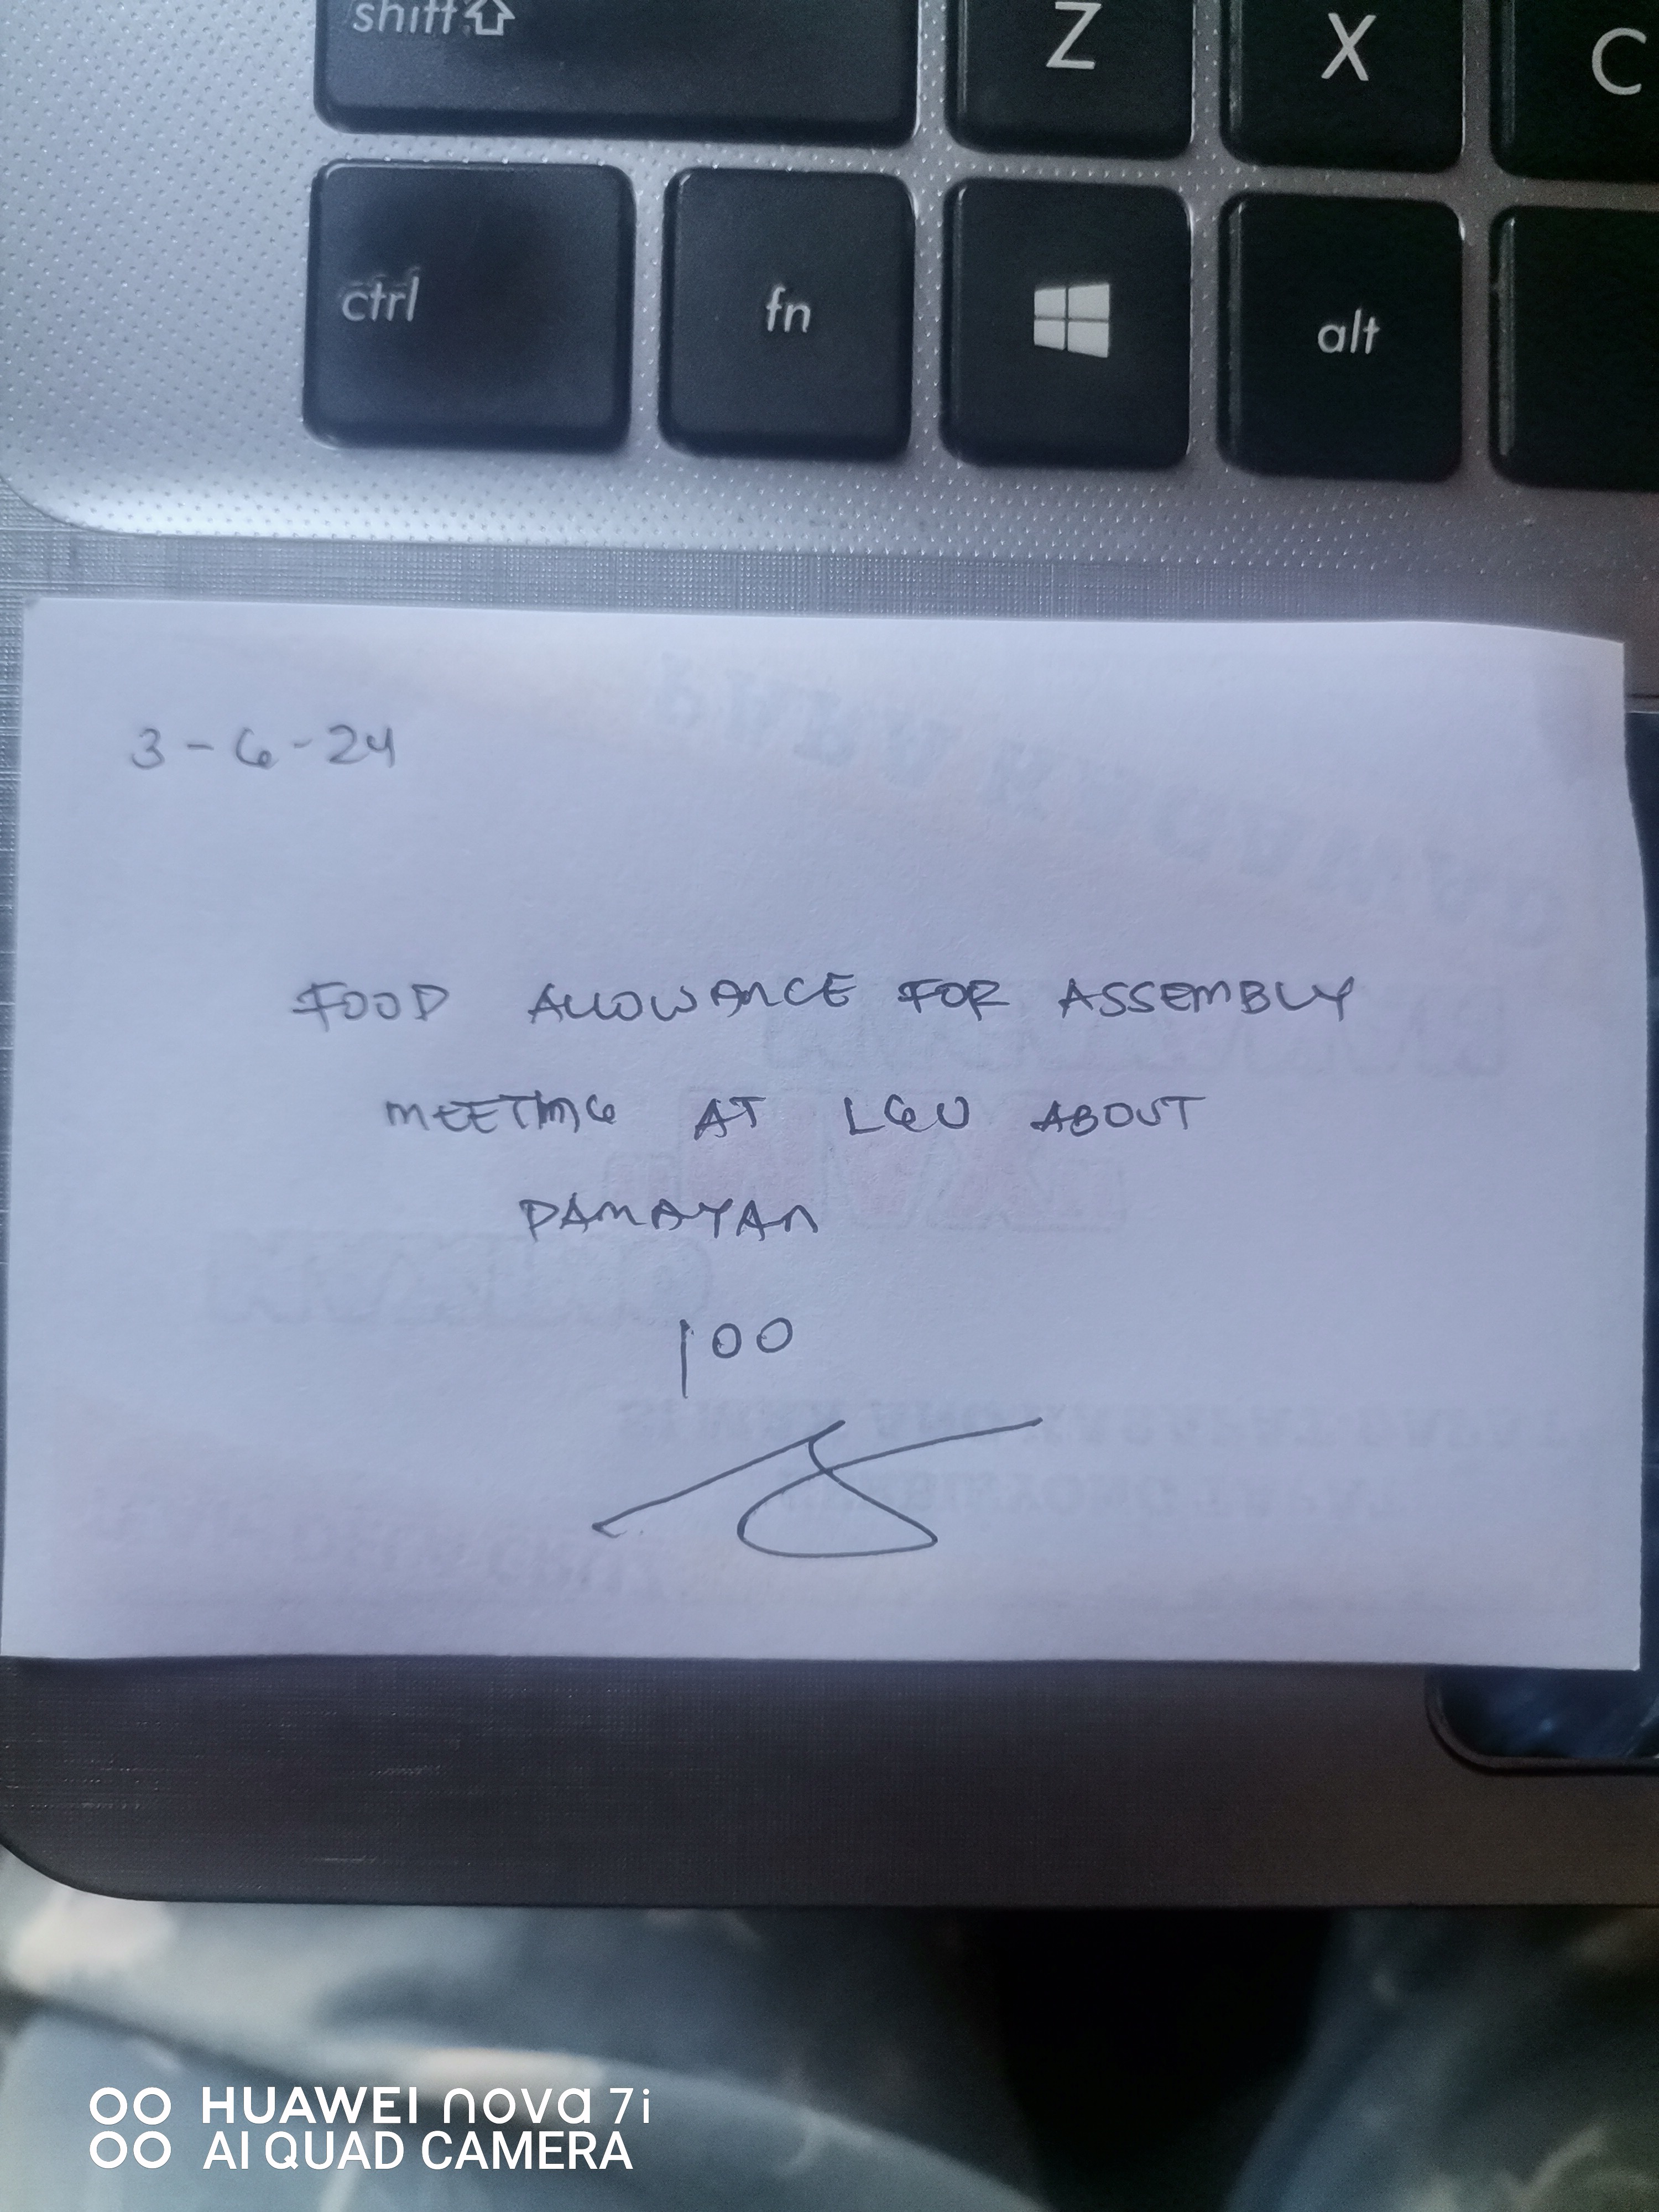 shift
Z
X
C
ctrl
fn
alt
3-6-24
FOOD ALLOWANCE FOR ASSEMBLY
MEETING AT LGU ABOUT
DAMAYAN
100
HUAWEI nova 7i
AI QUAD CAMERA